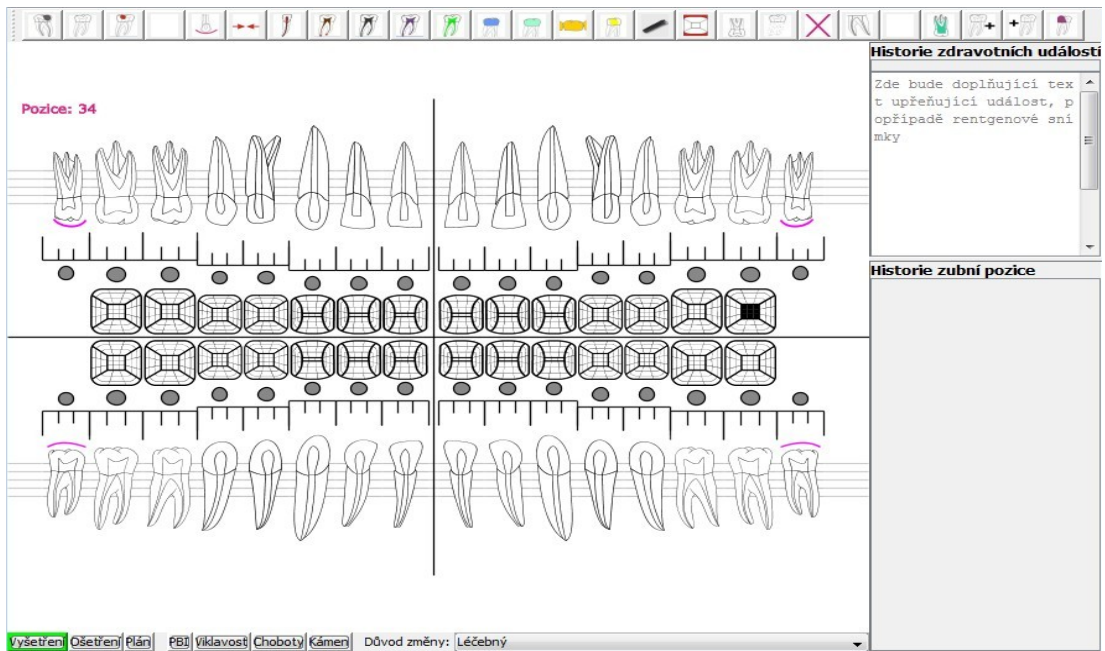 Historie zdravotních událostí
Zde bude doplňující tex
t upřeňující událost, p
opřípadě rentgenové sní
mky
Pozice: 34
Historie zubní pozice
Vyšetření Ošetření Plán PBI Viklavost Choboty Kámen Důvod změny: Léčebný